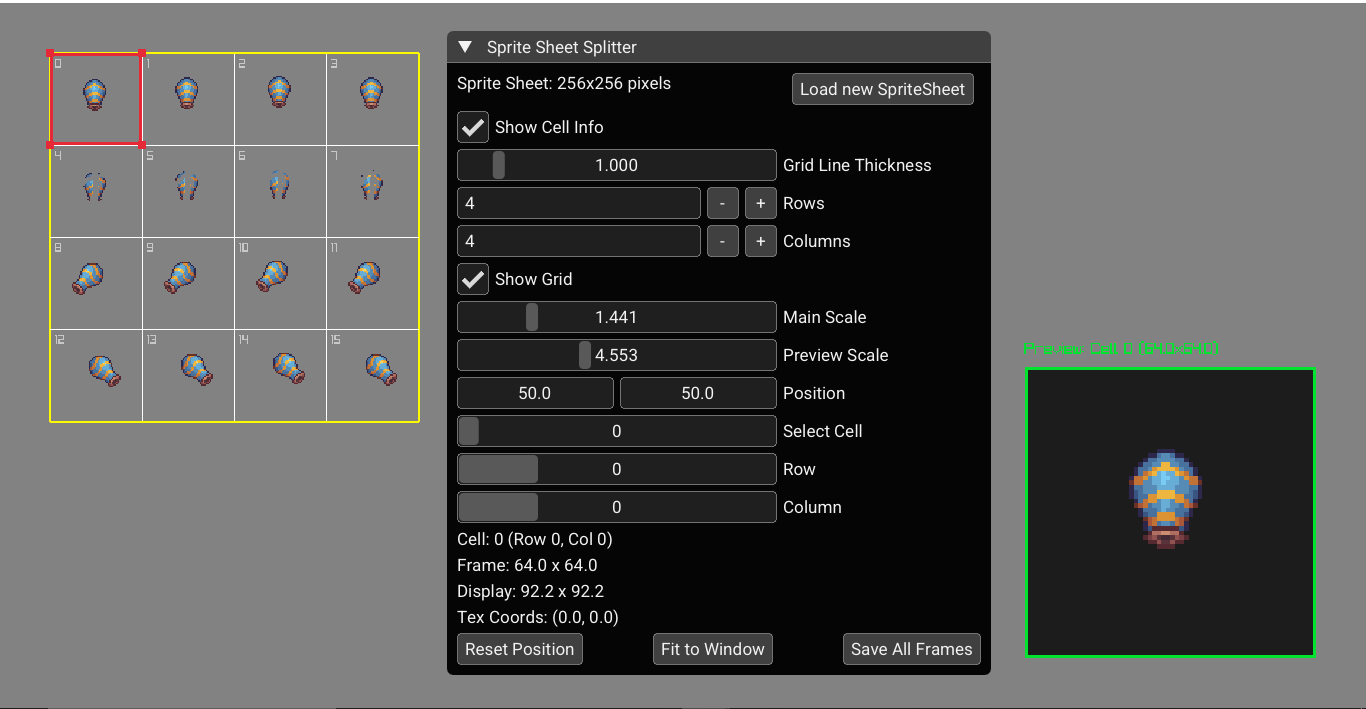 Sprite Sheet Splitter
Sprite Sheet: 256x256 pixels
Load new SpriteSheet
Show Cell Info
1.000 Grid Line Thickness
4 - + Rows
4 - + Columns
Show Grid
1.441 Main Scale
4.553 Preview Scale
50.0 50.0 Position
0 Select Cell
0 Row
0 Column
Cell: 0 (Row 0, Col 0)
Frame: 64.0 x 64.0
Display: 92.2 x 92.2
Tex Coords: (0.0, 0.0)
Reset Position Fit to Window Save All Frames
0 1 2 3
4 5 6 7
8 9 10 11
12 13 14 15
Preview Cell 0 (64.0x64.0)